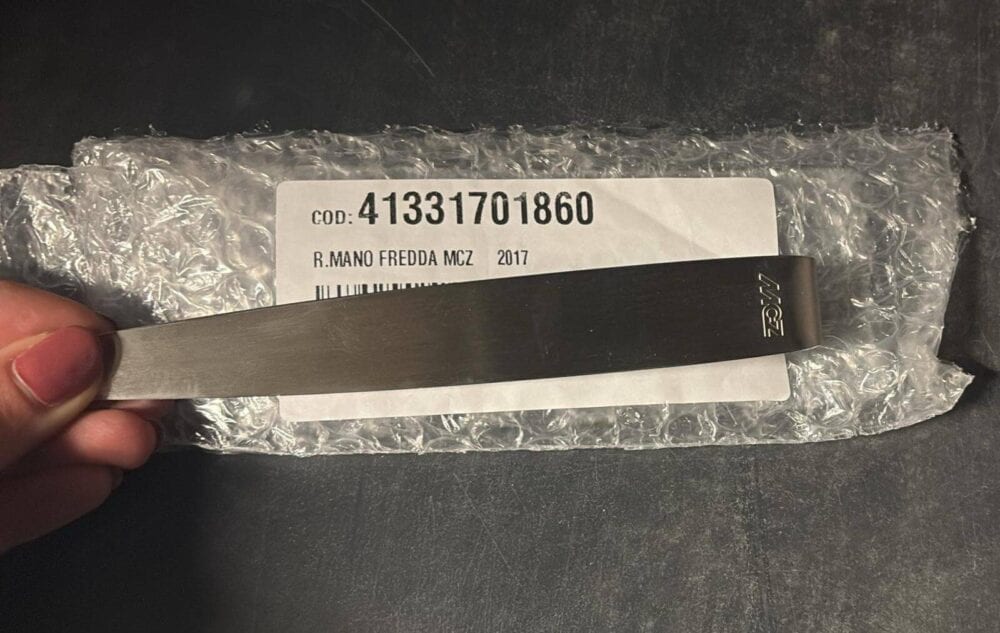 COD: 41331701860
R.MANO FREDDA MCZ 2017
MCZ